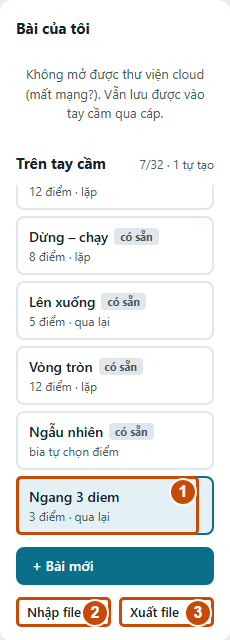 Bài của tôi
Không mở được thư viện cloud
(mất mạng?). Vẫn lưu được vào
tay cầm qua cáp.
Trên tay cầm 7/32 · 1 tự tạo
12 điểm · lặp
Dừng – chạy có sẵn
8 điểm · lặp
Lên xuống có sẵn
5 điểm · qua lại
Vòng tròn có sẵn
12 điểm · lặp
Ngẫu nhiên có sẵn
bia tự chọn điểm
Ngang 3 diem 1
3 điểm · qua lại
+ Bài mới
Nhập file 2 Xuất file 3